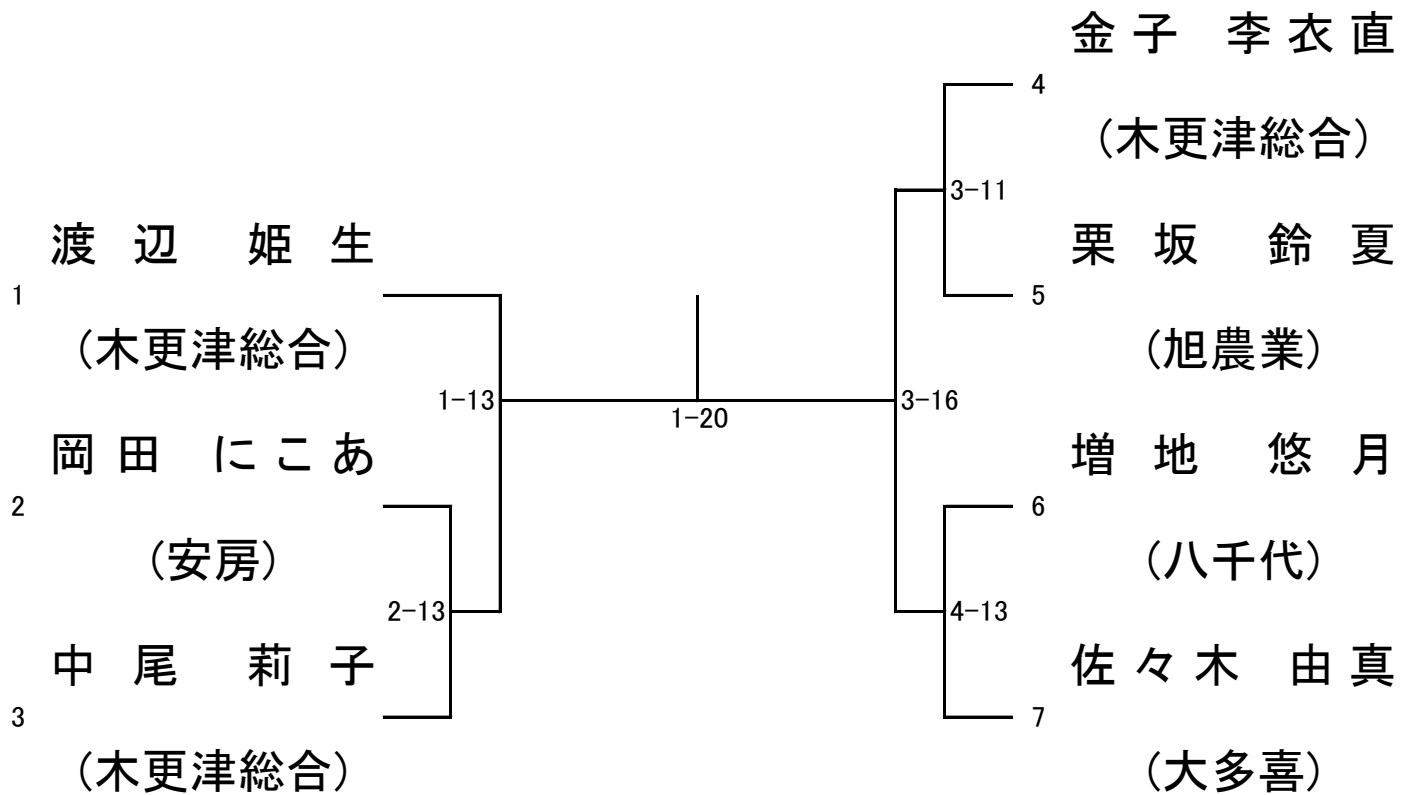 渡辺 姫生
1
(木更津総合)
1-13
岡田 にこあ
2
(安房)
2-13
中尾 莉子
3
(木更津総合)
1-20
金子 李衣直
4
(木更津総合)
3-11
栗坂 鈴夏
5
(旭農業)
3-16
増地 悠月
6
(八千代)
4-13
佐々木 由真
7
(大多喜)